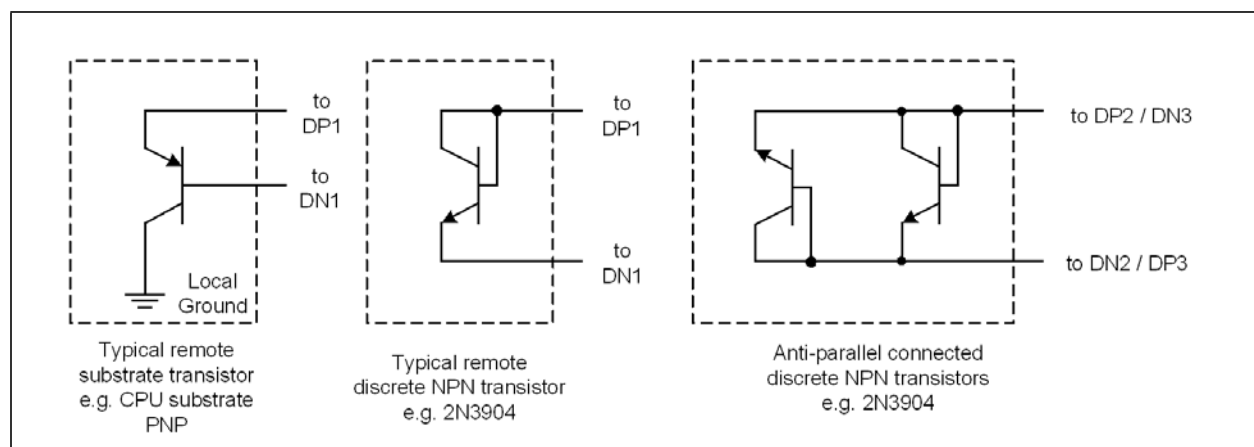 to
DP1
to
DN1
Local
Ground
Typical remote
substrate transistor
e.g. CPU substrate
PNP
to
DP1
to
DN1
Typical remote
discrete NPN transistor
e.g. 2N3904
to DP2 / DN3
to DN2 / DP3
Anti-parallel connected
discrete NPN transistors
e.g. 2N3904